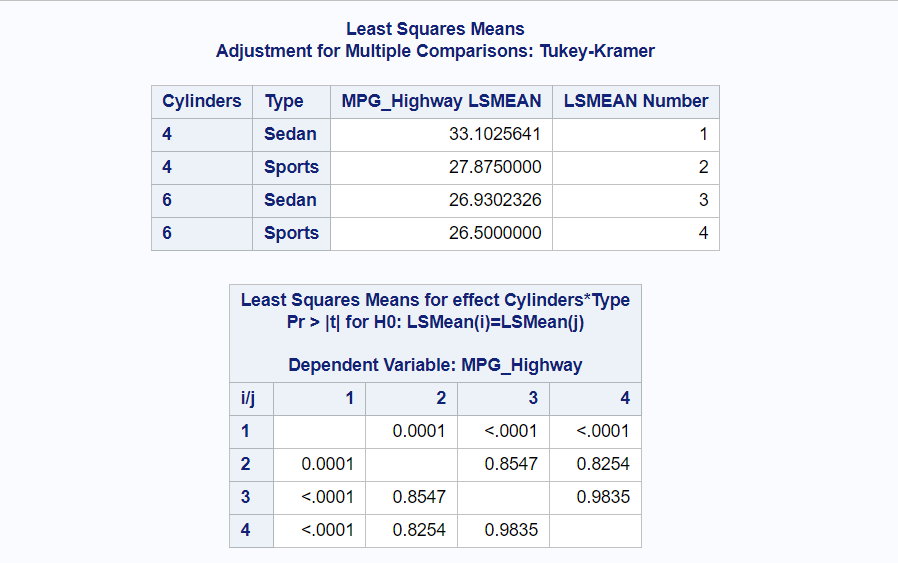 Least Squares Means
Adjustment for Multiple Comparisons: Tukey-Kramer
Cylinders Type MPG_Highway LSMEAN LSMEAN Number
4 Sedan 33.1025641 1
4 Sports 27.8750000 2
6 Sedan 26.9302326 3
6 Sports 26.5000000 4
Least Squares Means for effect Cylinders*Type
Pr > |t| for H0: LSMean(i)=LSMean(j)
Dependent Variable: MPG_Highway
i/j 1 2 3 4
1 0.0001 <.0001 <.0001
2 0.0001 0.8547 0.8254
3 <.0001 0.8547 0.9835
4 <.0001 0.8254 0.9835